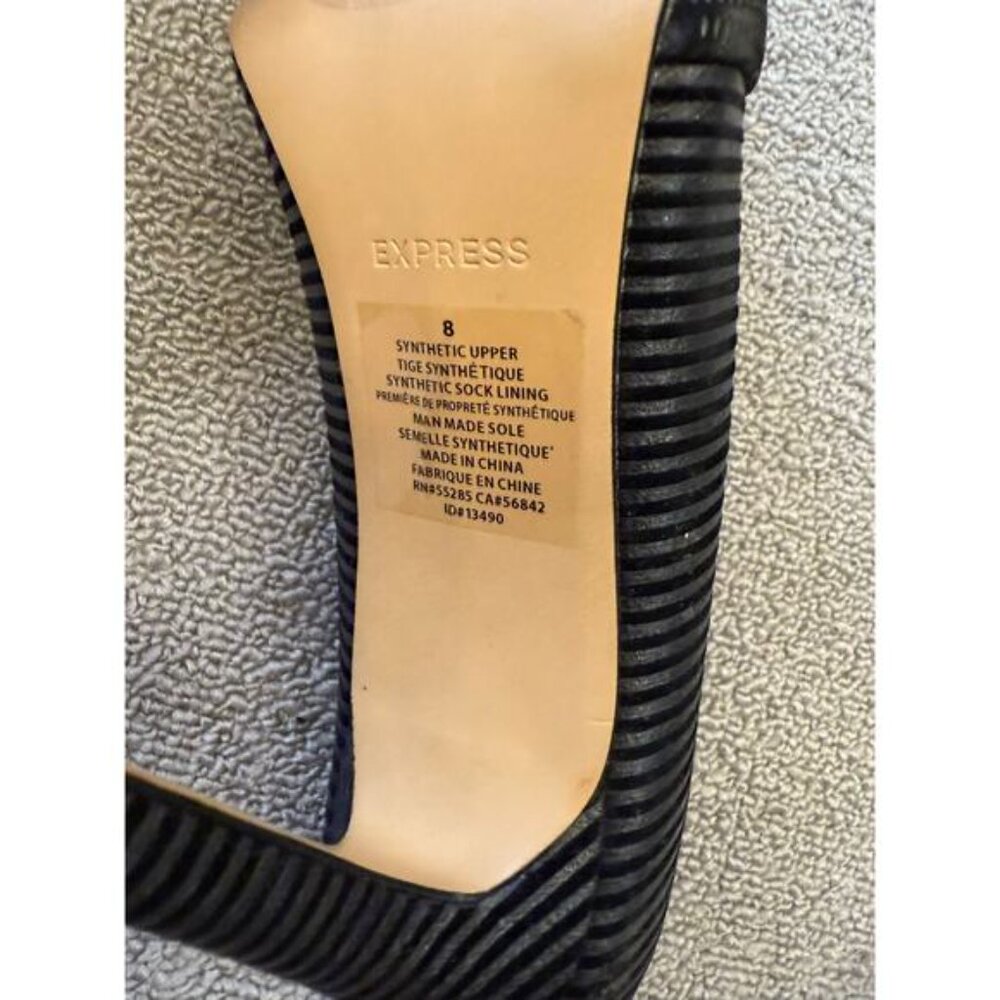 EXPRESS
8
SYNTHETIC UPPER
TIGE SYNTHÉTIQUE
SYNTHETIC SOCK LINING
PREMIÈRE DE PROPRETÉ SYNTHÉTIQUE
MAN MADE SOLE
SEMELLE SYNTHETIQUE'
MADE IN CHINA
FABRIQUE EN CHINE
RN#55285 CA#56842
ID#13490